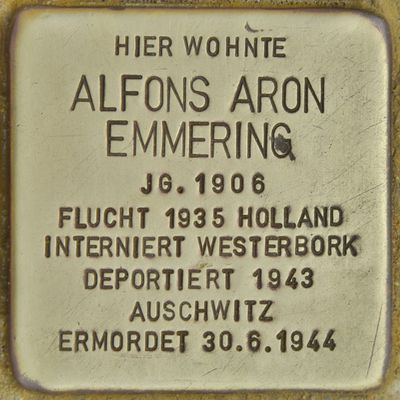 HIER WOHNTE
ALFONS ARON
EMMERING
JG. 1906
FLUCHT 1935 HOLLAND
INTERNIERT WESTERBORK
DEPORTIERT 1943
AUSCHWITZ
ERMORDET 30.6.1944